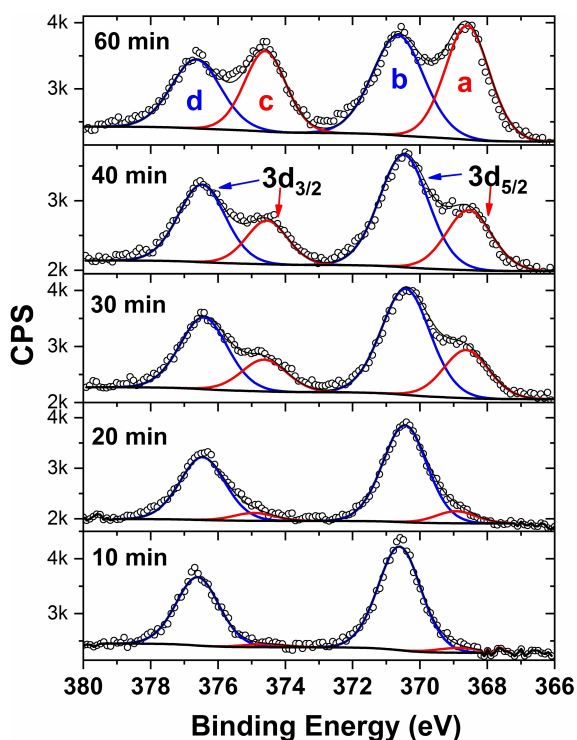 4k
60 min
3k
d
c
b
a
40 min
3k
3d3/2
3d5/2
2k
4k
30 min
3k
2k
4k
20 min
3k
2k
10 min
4k
3k
CPS
380 378 376 374 372 370 368 366
Binding Energy (eV)